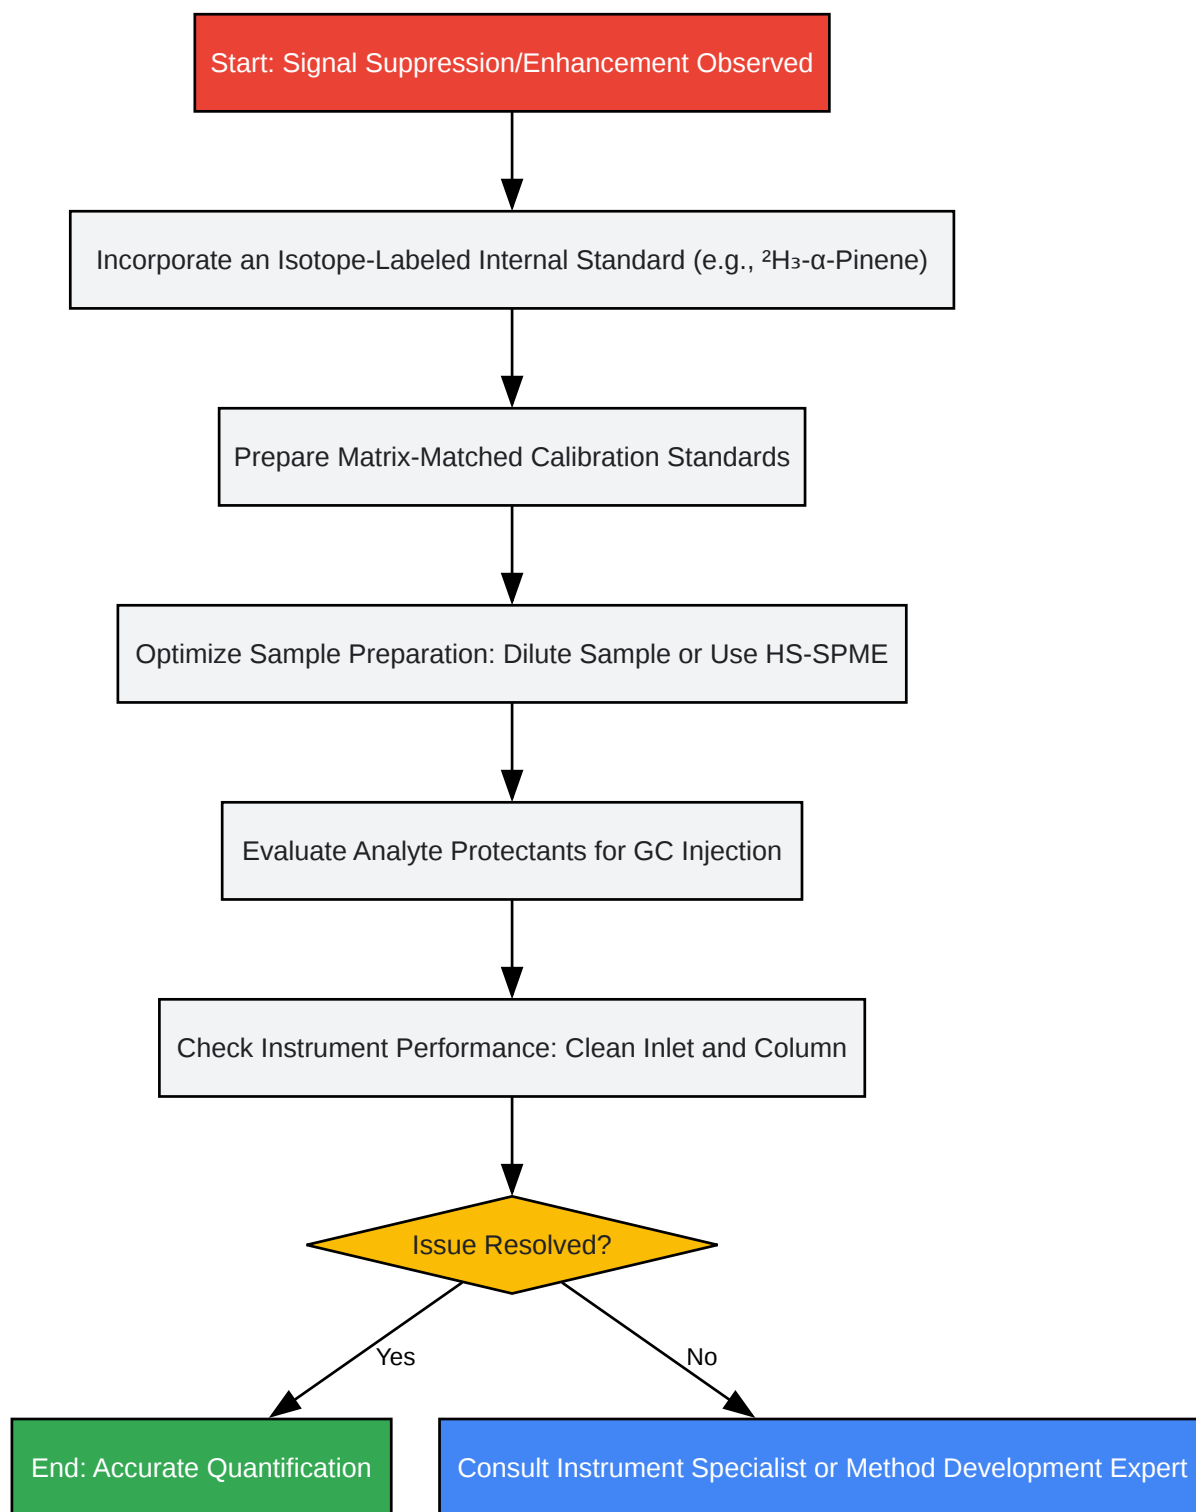 Start: Signal Suppression/Enhancement Observed
Incorporate an Isotope-Labeled Internal Standard (e.g., ²H₃-α-Pinene)
Prepare Matrix-Matched Calibration Standards
Optimize Sample Preparation: Dilute Sample or Use HS-SPME
Evaluate Analyte Protectants for GC Injection
Check Instrument Performance: Clean Inlet and Column
Issue Resolved?
Yes
No
End: Accurate Quantification
Consult Instrument Specialist or Method Development Expert